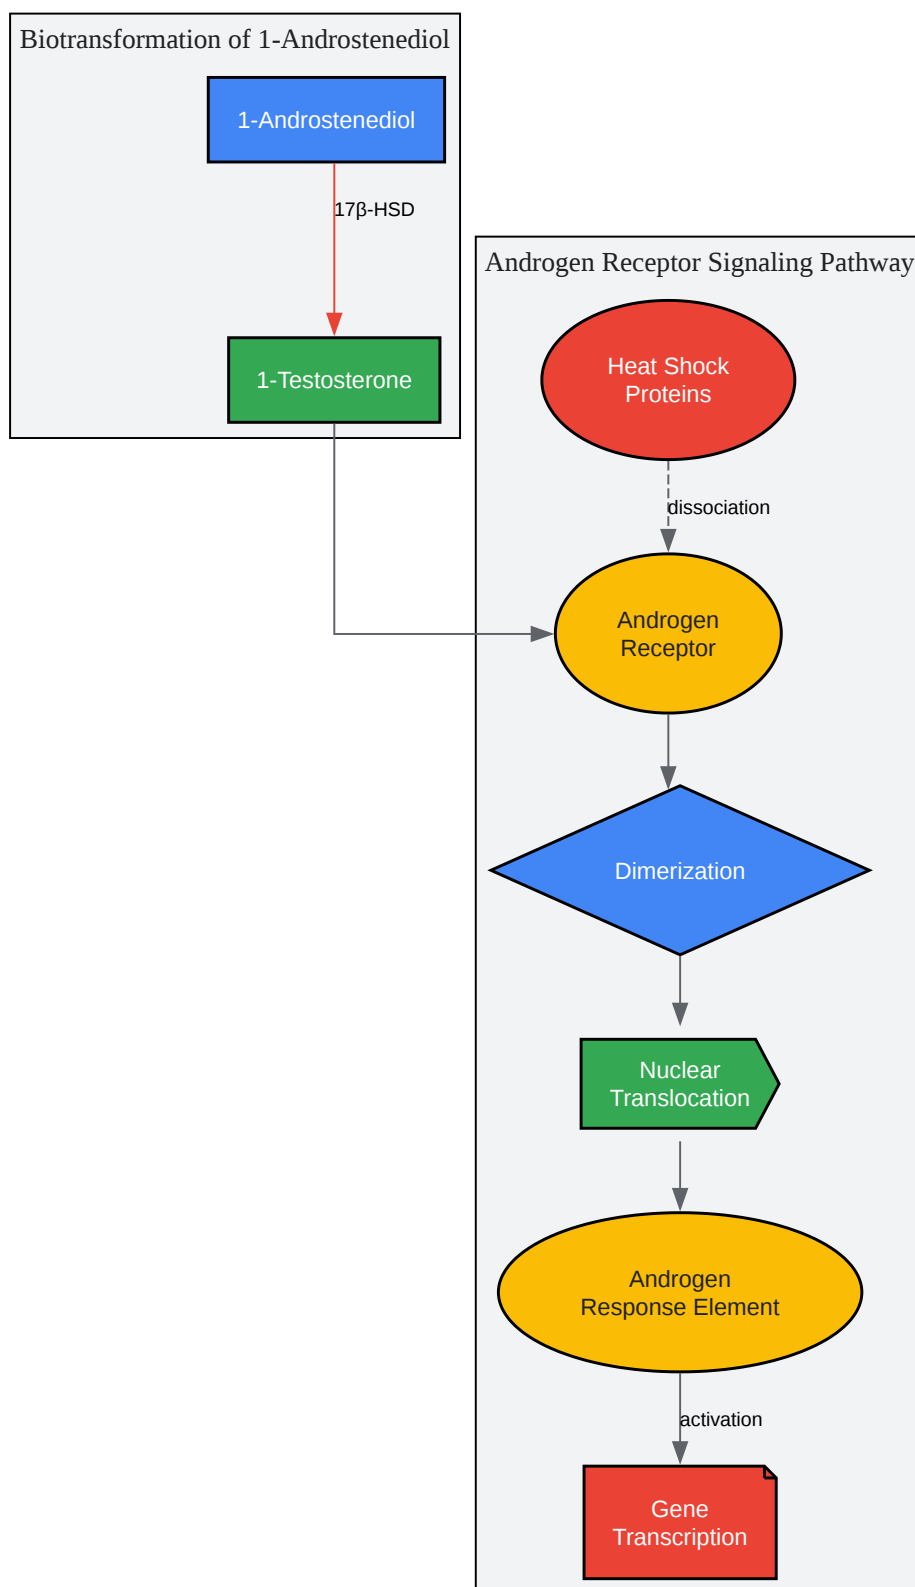 Biotransformation of 1-Androstenediol
1-Androstenediol
17β-HSD
1-Testosterone
Androgen Receptor Signaling Pathway
Heat Shock
Proteins
dissociation
Androgen
Receptor
Dimerization
Nuclear
Translocation
Androgen
Response Element
activation
Gene
Transcription